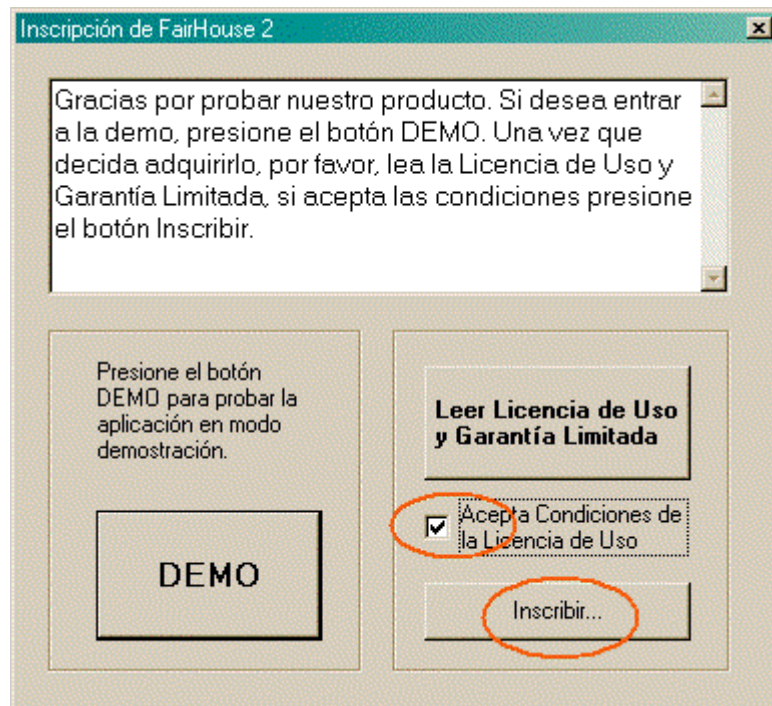 Inscripción de FairHouse 2
Gracias por probar nuestro producto. Si desea entrar
a la demo, presione el botón DEMO. Una vez que
decida adquirirlo, por favor, lea la Licencia de Uso y
Garantía Limitada, si acepta las condiciones presione
el botón Inscribir.
Presione el botón
DEMO para probar la
aplicación en modo
demostración.
DEMO
Leer Licencia de Uso
y Garantía Limitada
Acepta Condiciones de
la Licencia de Uso
Inscribir...